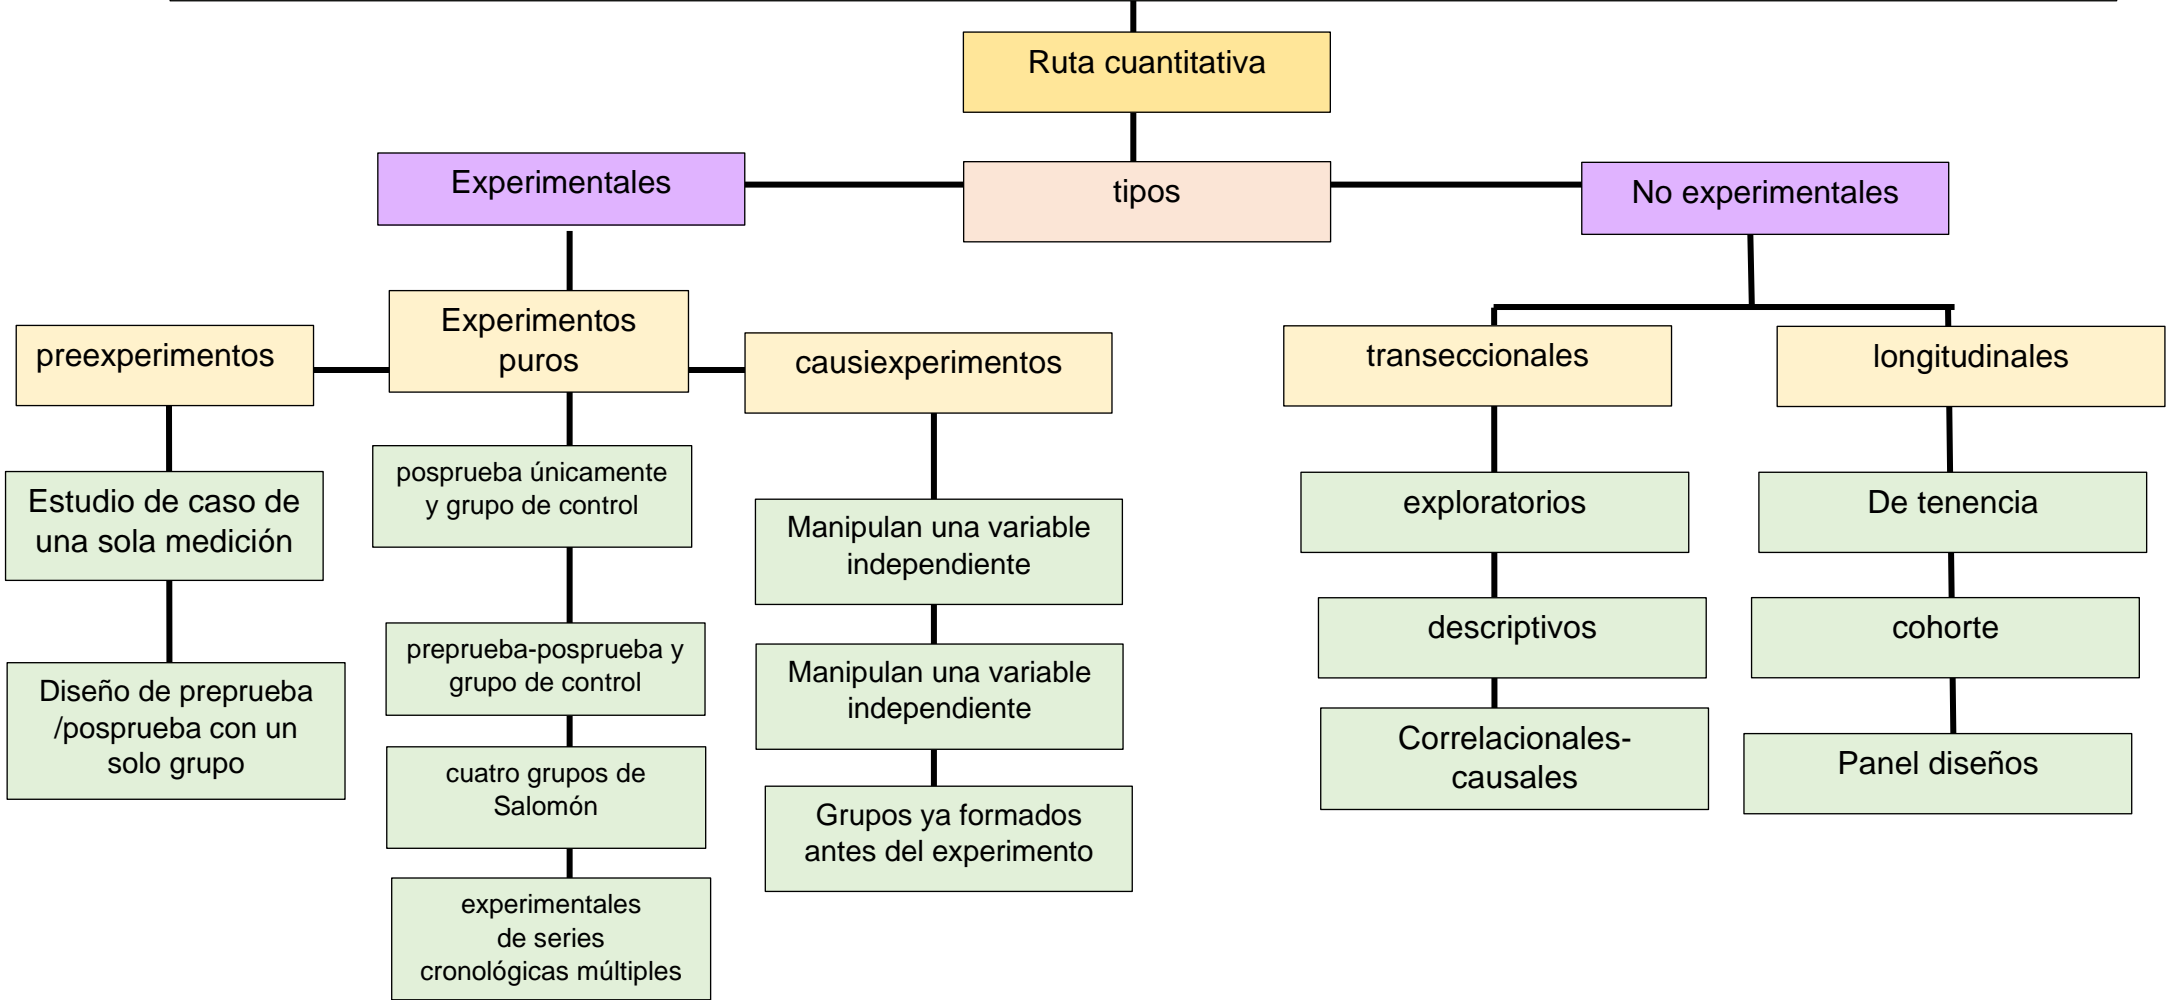 Ruta cuantitativa
Experimentales
tipos
No experimentales
preexperimentos
Experimentos
puros
causiexperimentos
transeccionales
longitudinales
Estudio de caso de
una sola medición
Diseño de preprueba
/posprueba con un
solo grupo
posprueba únicamente
y grupo de control
preprueba-posprueba y
grupo de control
cuatro grupos de
Salomón
experimentales
de series
cronológicas múltiples
Manipulan una variable
independiente
Manipulan una variable
independiente
Grupos ya formados
antes del experimento
exploratorios
descriptivos
Correlacionales-
causales
De tenencia
cohorte
Panel diseños